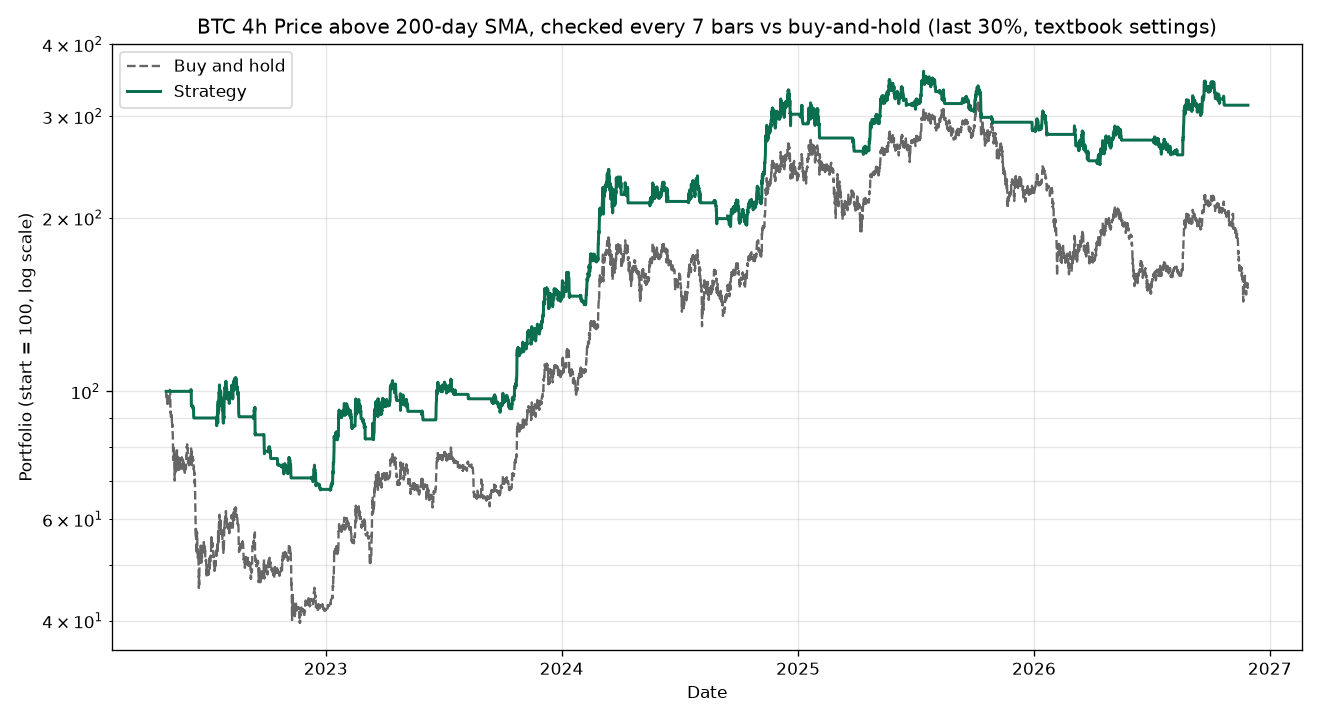 BTC 4h Price above 200-day SMA, checked every 7 bars vs buy-and-hold (last 30%, textbook settings)
Buy and hold
Strategy
4 × 10²
3 × 10²
2 × 10²
10²
6 × 10¹
4 × 10¹
Portfolio (start = 100, log scale)
2023 2024 2025 2026 2027
Date